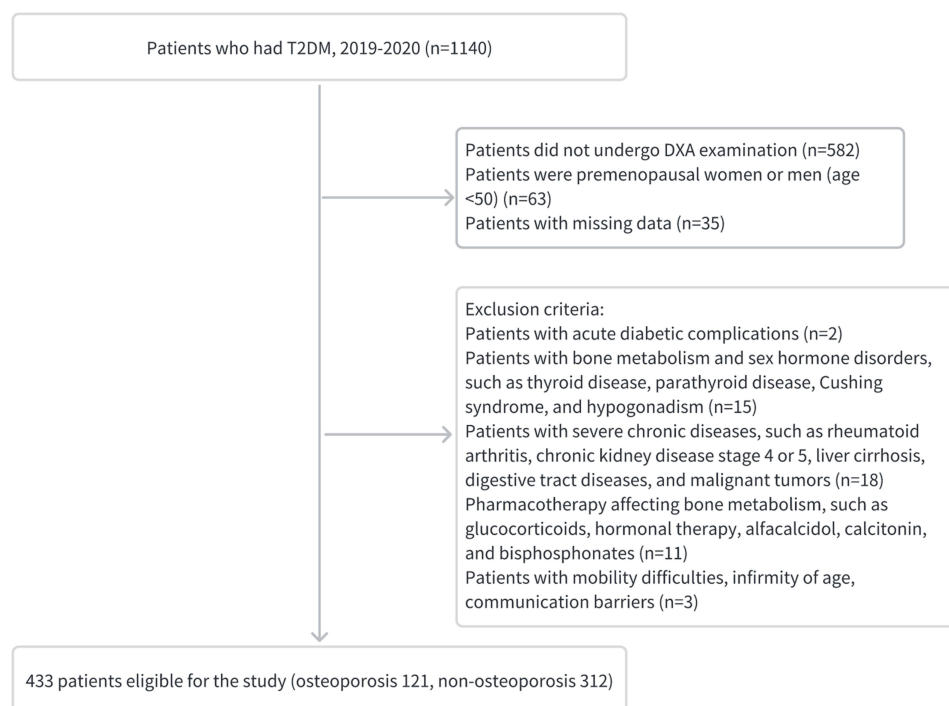 Patients who had T2DM, 2019-2020 (n=1140)
Patients did not undergo DXA examination (n=582)
Patients were premenopausal women or men (age
<50) (n=63)
Patients with missing data (n=35)
Exclusion criteria:
Patients with acute diabetic complications (n=2)
Patients with bone metabolism and sex hormone disorders,
such as thyroid disease, parathyroid disease, Cushing
syndrome, and hypogonadism (n=15)
Patients with severe chronic diseases, such as rheumatoid
arthritis, chronic kidney disease stage 4 or 5, liver cirrhosis,
digestive tract diseases, and malignant tumors (n=18)
Pharmacotherapy affecting bone metabolism, such as
glucocorticoids, hormonal therapy, alfacalcidol, calcitonin,
and bisphosphonates (n=11)
Patients with mobility difficulties, infirmity of age,
communication barriers (n=3)
433 patients eligible for the study (osteoporosis 121, non-osteoporosis 312)